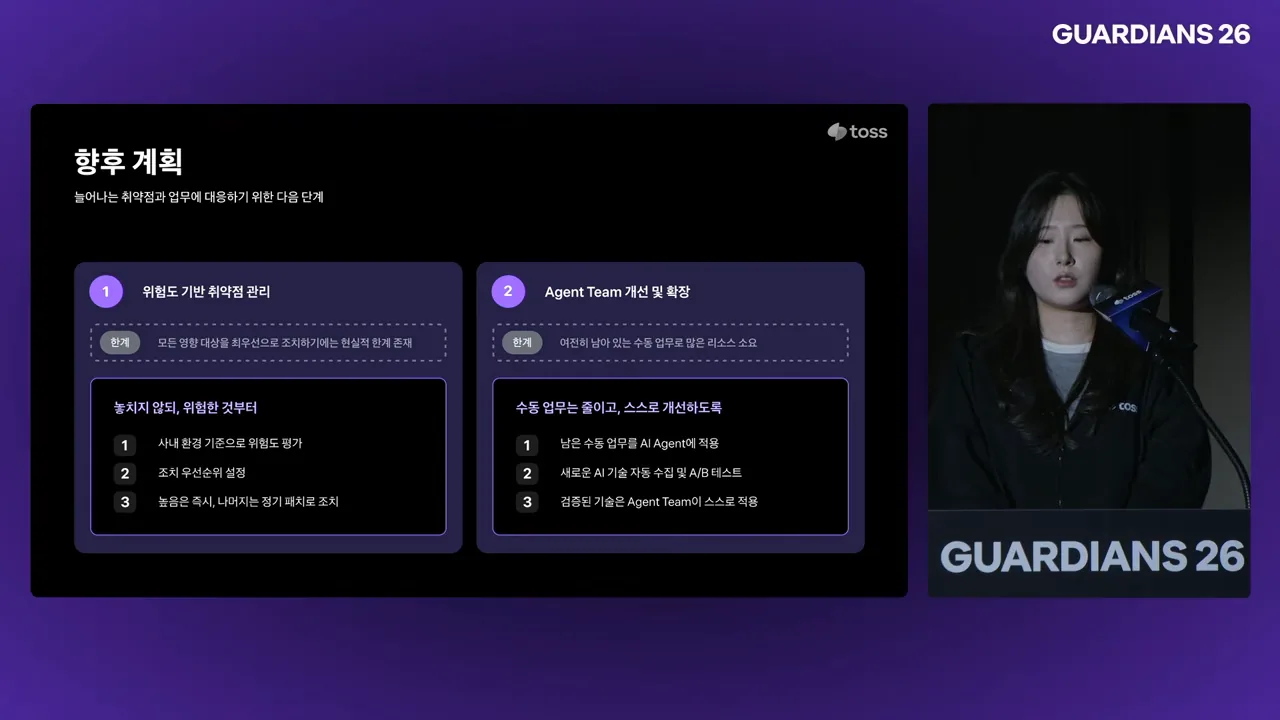 GUARDIANS 26
toss
향후 계획
늘어나는 취약점과 업무에 대응하기 위한 다음 단계
1 위험도 기반 취약점 관리
한계 모든 영향 대상을 최우선으로 조치하기에는 현실적 한계 존재
놓치지 않되, 위험한 것부터
1 사내 환경 기준으로 위험도 평가
2 조치 우선순위 설정
3 높음은 즉시, 나머지는 정기 패치로 조치
2 Agent Team 개선 및 확장
한계 여전히 남아 있는 수동 업무로 많은 리소스 소요
수동 업무는 줄이고, 스스로 개선하도록
1 남은 수동 업무를 AI Agent에 적용
2 새로운 AI 기술 자동 수집 및 A/B 테스트
3 검증된 기술은 Agent Team이 스스로 적용
toss
GUARDIANS 26